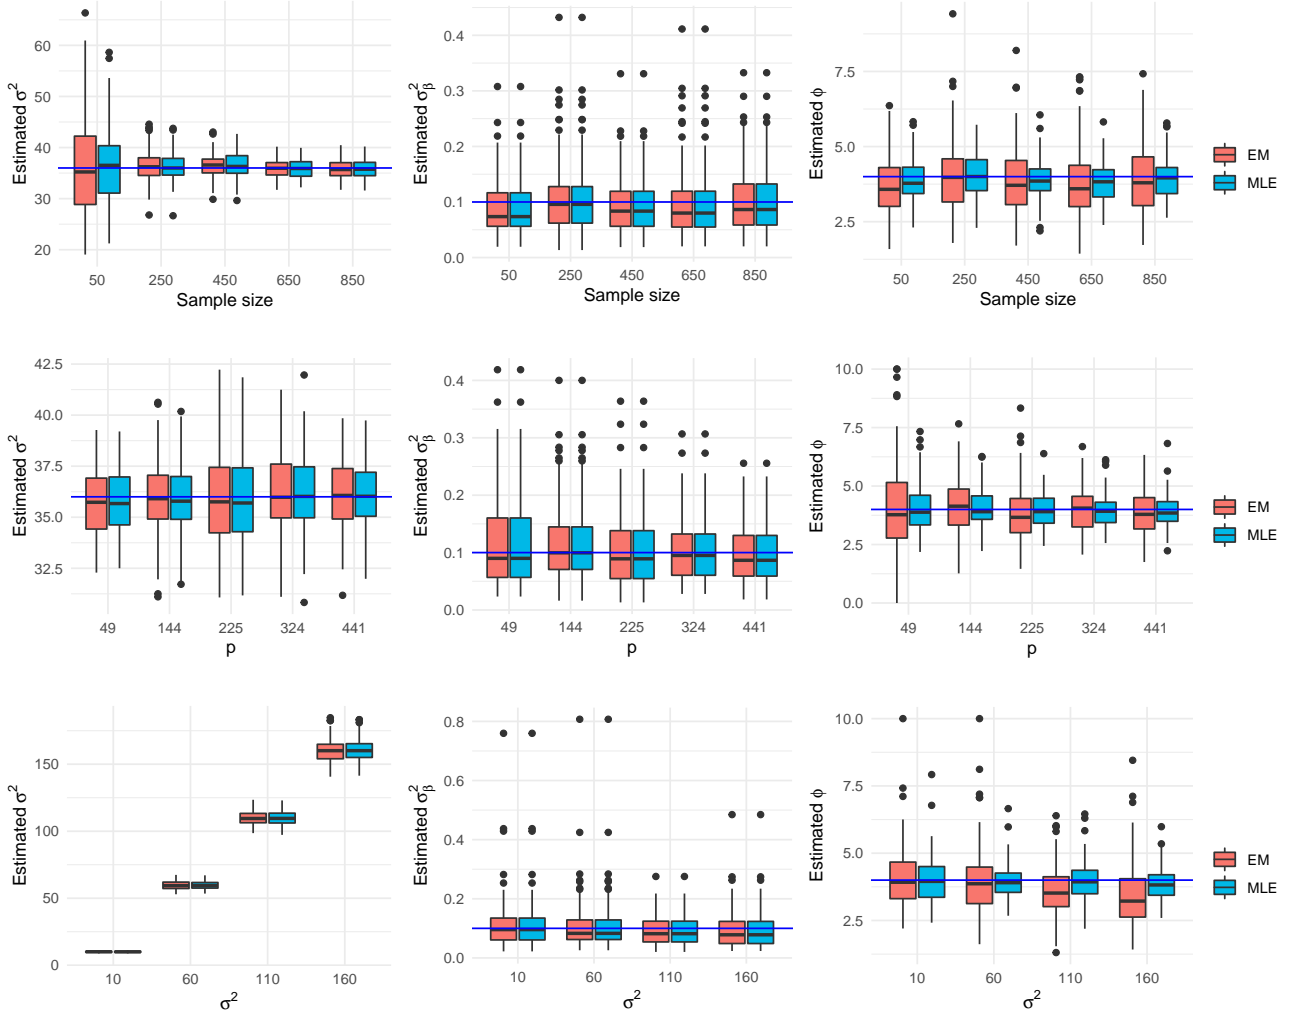 Estimated σ²
60
50
40
30
20
50 250 450 650 850
Sample size
Estimated σ²β
0.4
0.3
0.2
0.1
0.0
50 250 450 650 850
Sample size
Estimated ϕ
7.5
5.0
2.5
50 250 450 650 850
Sample size
EM
MLE
Estimated σ²
42.5
40.0
37.5
35.0
32.5
49 144 225 324 441
p
Estimated σ²β
0.4
0.3
0.2
0.1
0.0
49 144 225 324 441
p
Estimated ϕ
10.0
7.5
5.0
2.5
0.0
49 144 225 324 441
p
EM
MLE
Estimated σ²
150
100
50
0
10 60 110 160
σ²
Estimated σ²β
0.8
0.6
0.4
0.2
0.0
10 60 110 160
σ²
Estimated ϕ
10.0
7.5
5.0
2.5
10 60 110 160
σ²
EM
MLE